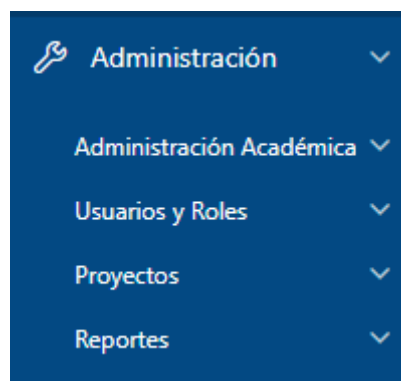 Administración
Administración Académica
Usuarios y Roles
Proyectos
Reportes